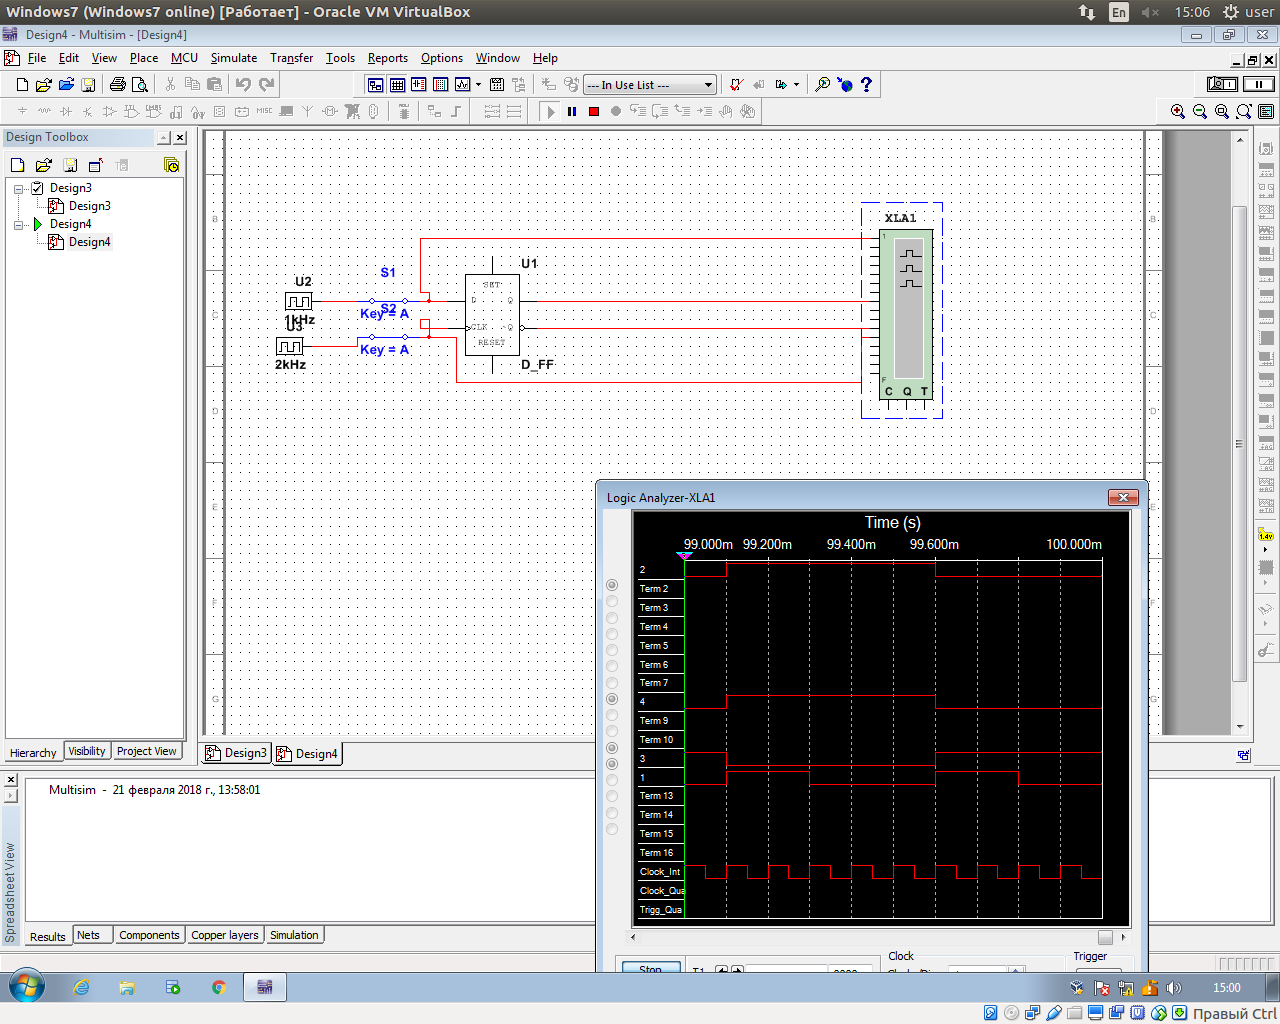 Windows7 (Windows7 online) [Работает] - Oracle VM VirtualBox
En 15:06 user
Design4 - Multisim - [Design4]
File Edit View Place MCU Simulate Transfer Tools Reports Options Window Help
--- In Use List ---
MISC
Design Toolbox
Design3
Design3
Design4
Design4
Hierarchy Visibility Project View
B
C
D
E
F
G
B
C
D
E
F
G
XLA1
1
F
C Q T
U2
1kHz
U3
2kHz
S1
Key = A
S2
Key = A
U1
SET
D Q
CLK ~Q
RESET
D_FF
1.4v
Design3 Design4
Logic Analyzer-XLA1
Time (s)
99.000m 99.200m 99.400m 99.600m 100.000m
2
Term 2
Term 3
Term 4
Term 5
Term 6
Term 7
4
Term 9
Term 10
3
1
Term 13
Term 14
Term 15
Term 16
Clock_Int
Clock_Qua
Trigg_Qua
Stop
T1
Clock
Trigger
Multisim - 21 февраля 2018 г., 13:58:01
Spreadsheet View
Results Nets Components Copper layers Simulation
15:00
Правый Ctrl